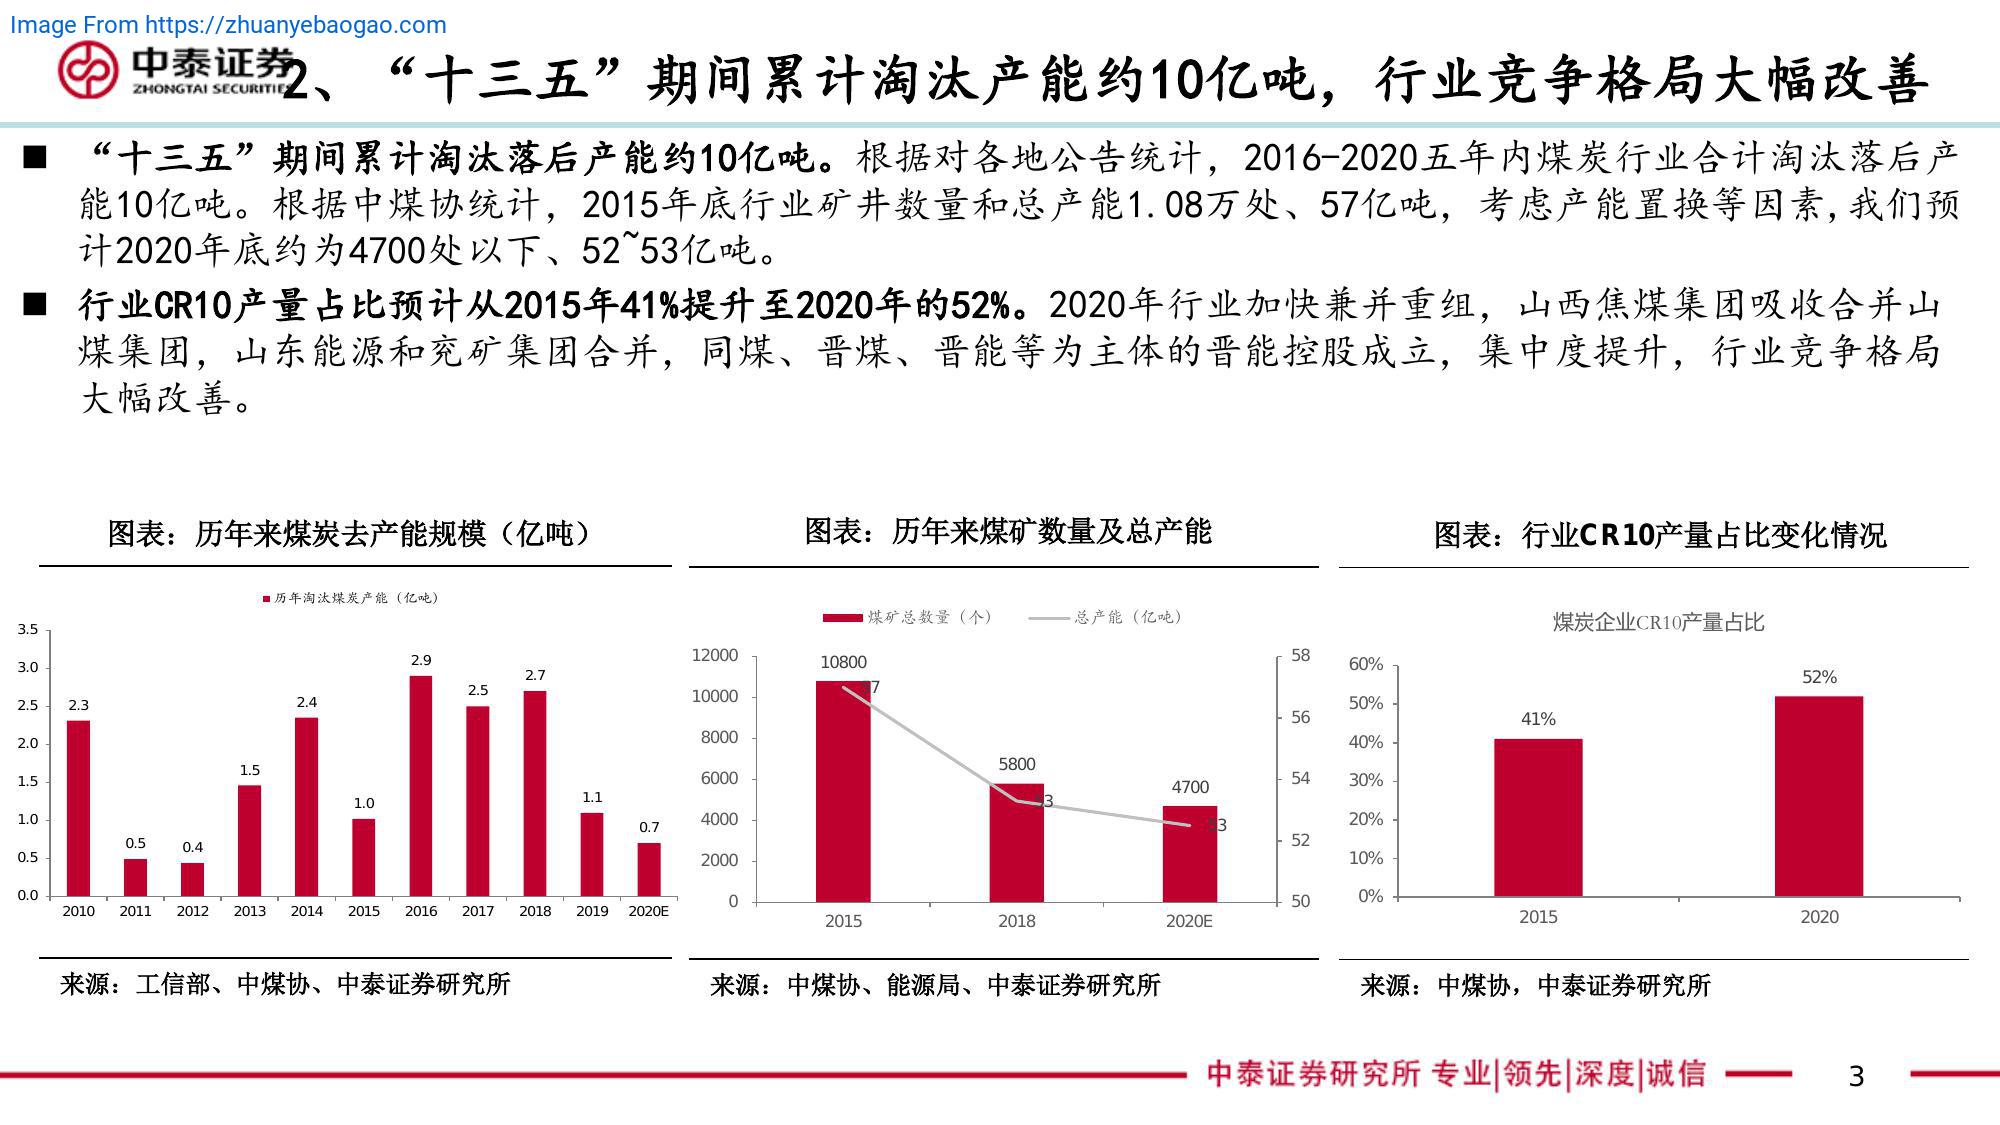 Image From https://zhuanyebaogao.com
中泰证券
ZHONGTAI SECURITIES
2、“十三五”期间累计淘汰产能约10亿吨，行业竞争格局大幅改善
■ “十三五”期间累计淘汰落后产能约10亿吨。根据对各地公告统计，2016-2020五年内煤炭行业合计淘汰落后产
能10亿吨。根据中煤协统计，2015年底行业矿井数量和总产能1.08万处、57亿吨，考虑产能置换等因素,我们预
计2020年底约为4700处以下、52~53亿吨。
■ 行业CR10产量占比预计从2015年41%提升至2020年的52%。2020年行业加快兼并重组，山西焦煤集团吸收合并山
煤集团，山东能源和兖矿集团合并，同煤、晋煤、晋能等为主体的晋能控股成立，集中度提升，行业竞争格局
大幅改善。
图表：历年来煤炭去产能规模（亿吨）
历年淘汰煤炭产能（亿吨）
3.5
3.0
2.5
2.0
1.5
1.0
0.5
0.0
2.3
0.5
0.4
1.5
2.4
1.0
2.9
2.5
2.7
1.1
0.7
2010 2011 2012 2013 2014 2015 2016 2017 2018 2019 2020E
来源：工信部、中煤协、中泰证券研究所
图表：历年来煤矿数量及总产能
煤矿总数量（个） 总产能（亿吨）
12000
10000
8000
6000
4000
2000
0
10800
57
5800
53
4700
53
58
56
54
52
50
2015 2018 2020E
来源：中煤协、能源局、中泰证券研究所
图表：行业CR10产量占比变化情况
煤炭企业CR10产量占比
60%
50%
40%
30%
20%
10%
0%
41%
52%
2015 2020
来源：中煤协，中泰证券研究所
中泰证券研究所 专业|领先|深度|诚信
3